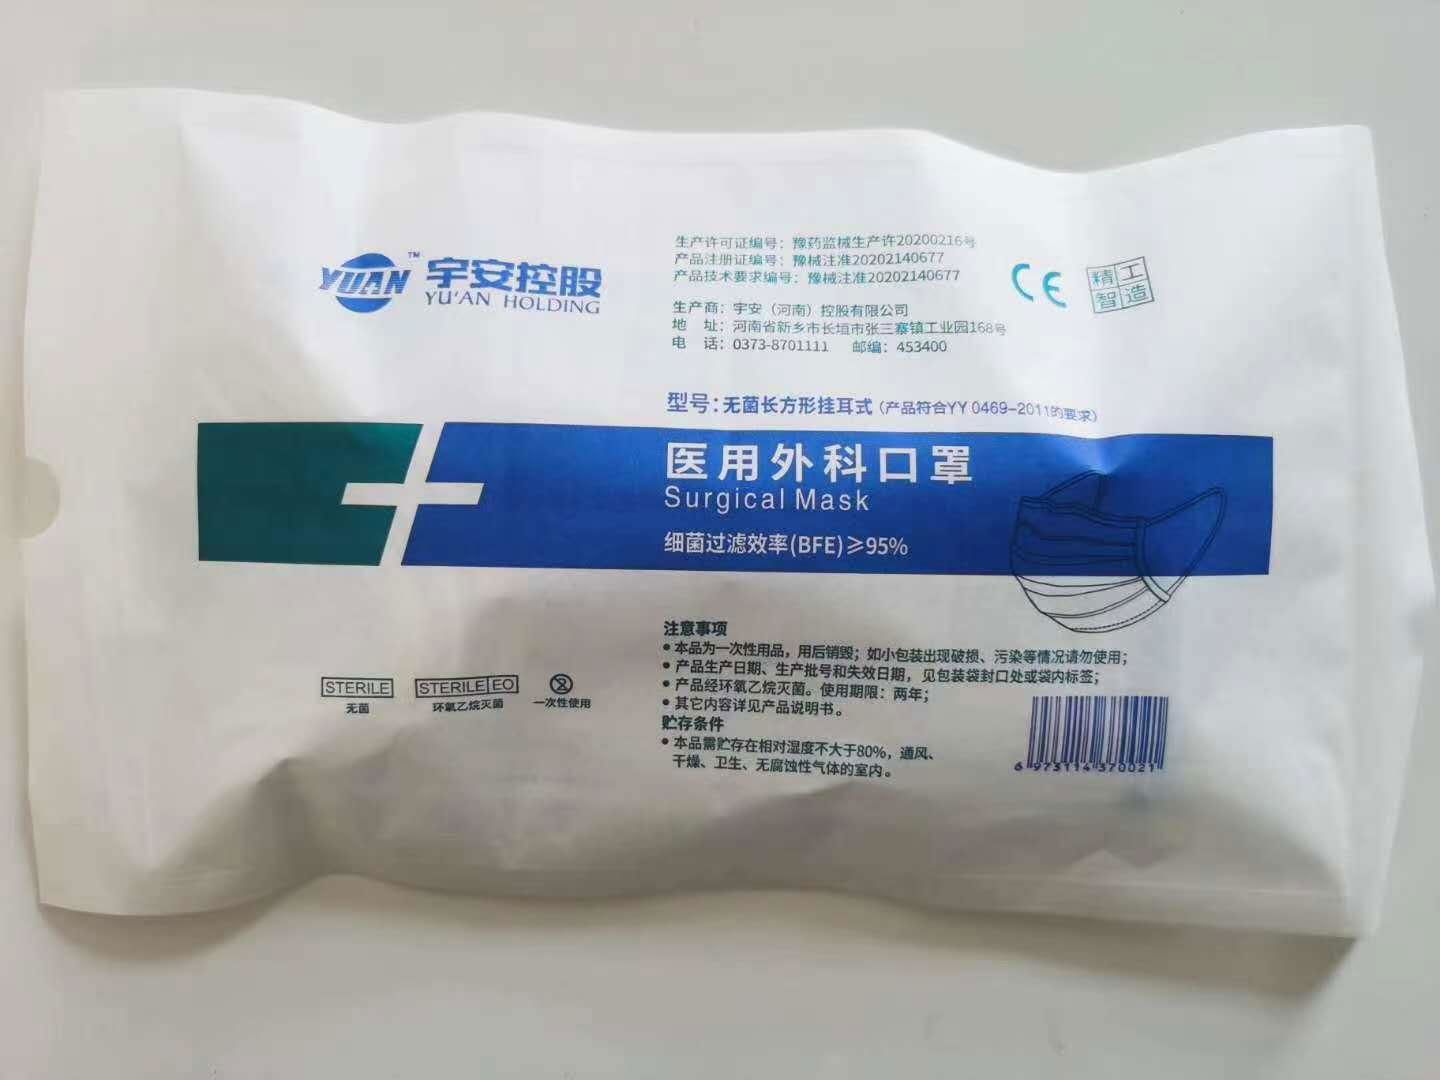 YUAN™ 宇安控股
YU'AN HOLDING
生产许可证编号：豫药监械生产许20200216号
产品注册证编号：豫械注准20202140677
产品技术要求编号：豫械注准20202140677
生产商：宇安（河南）控股有限公司
地 址：河南省新乡市长垣市张三寨镇工业园168号
电 话：0373-8701111 邮编：453400
CE
精工
智造
型号：无菌长方形挂耳式（产品符合YY 0469-2011的要求）
医用外科口罩
Surgical Mask
细菌过滤效率(BFE)≥95%
STERILE
无菌
STERILE EO
环氧乙烷灭菌
2
一次性使用
注意事项
• 本品为一次性用品，用后销毁；如小包装出现破损、污染等情况请勿使用；
• 产品生产日期、生产批号和失效日期，见包装袋封口处或袋内标签；
• 产品经环氧乙烷灭菌。使用期限：两年；
• 其它内容详见产品说明书。
贮存条件
• 本品需贮存在相对湿度不大于80%，通风、
干燥、卫生、无腐蚀性气体的室内。
6 973114 370021